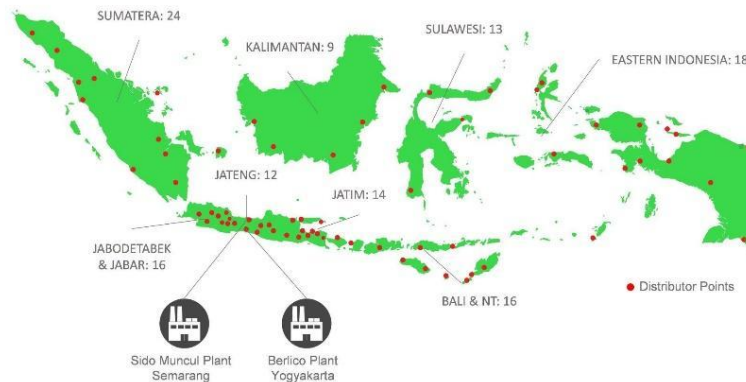 SUMATERA: 24
SULAWESI: 13
KALIMANTAN: 9
EASTERN INDONESIA: 18
JATENG: 12
JATIM: 14
JABODETABEK
& JABAR: 16
BALI & NT: 16
Distributor Points
Sido Muncul Plant
Semarang
Berlico Plant
Yogyakarta